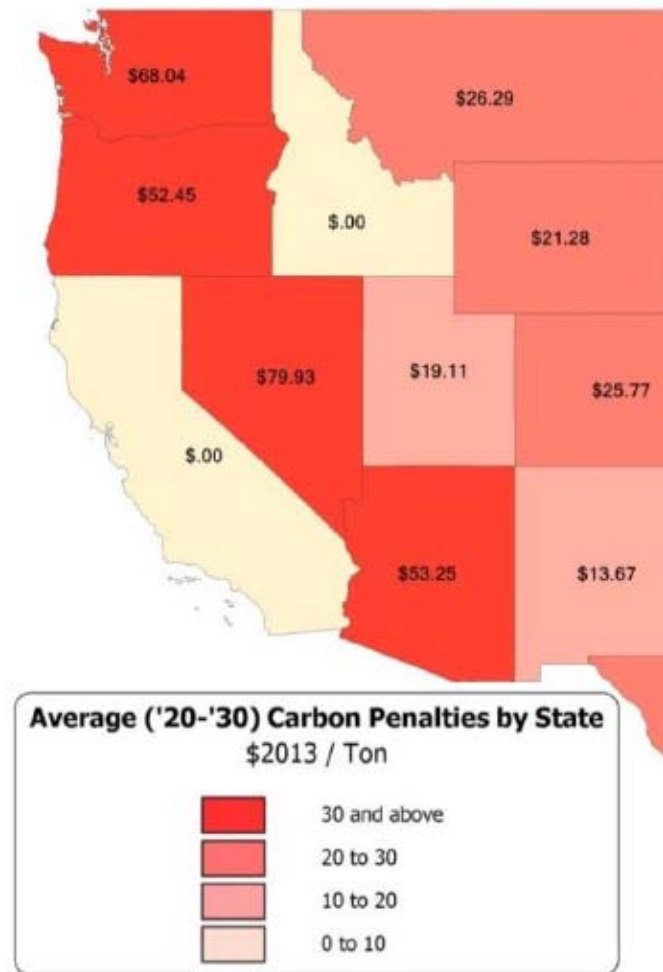 $68.04
$26.29
$52.45
$.00
$21.28
$79.93
$19.11
$25.77
$.00
$53.25
$13.67
Average ('20-'30) Carbon Penalties by State
$2013 / Ton
30 and above
20 to 30
10 to 20
0 to 10